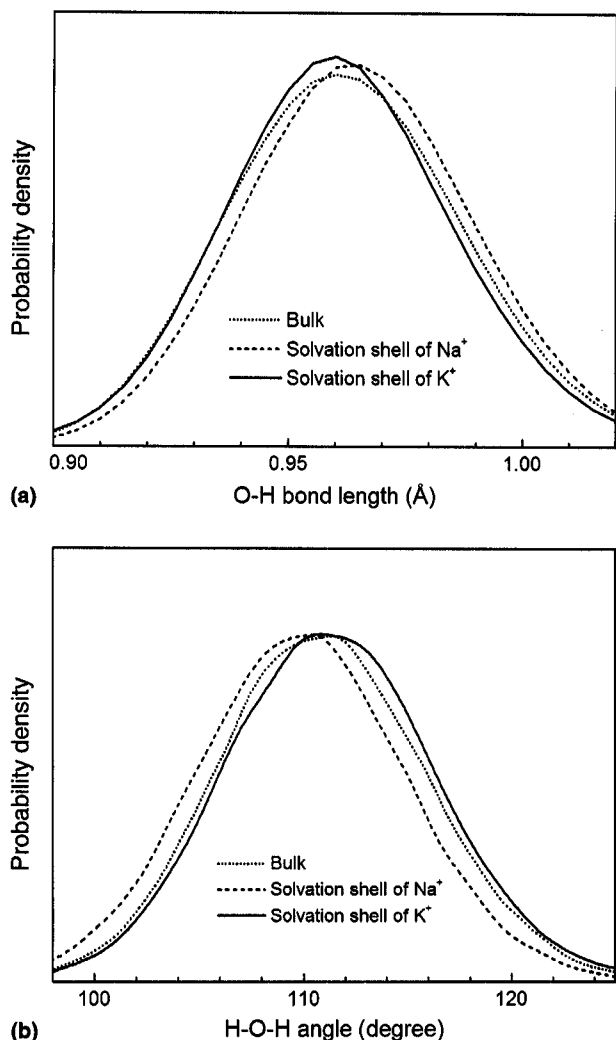 Probability density
Bulk
Solvation shell of Na⁺
Solvation shell of K⁺
0.90 0.95 1.00
O-H bond length (Å)
(a)
Probability density
Bulk
Solvation shell of Na⁺
Solvation shell of K⁺
100 110 120
H-O-H angle (degree)
(b)